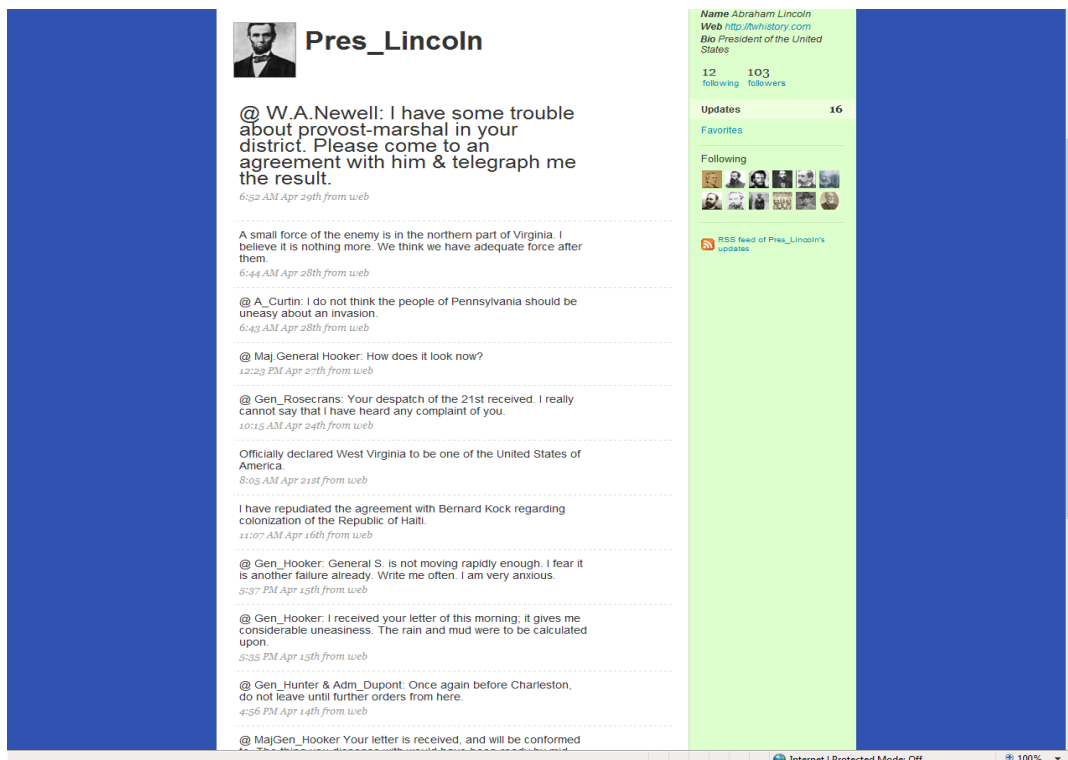 Pres_Lincoln
@ W.A.Newell: I have some trouble
about provost-marshal in your
district. Please come to an
agreement with him & telegraph me
the result.
6:52 AM Apr 29th from web
A small force of the enemy is in the northern part of Virginia. I
believe it is nothing more. We think we have adequate force after
them.
6:44 AM Apr 28th from web
@ A_Curtin: I do not think the people of Pennsylvania should be
uneasy about an invasion.
6:43 AM Apr 28th from web
@ Maj.General Hooker: How does it look now?
12:23 PM Apr 27th from web
@ Gen_Rosecrans: Your despatch of the 21st received. I really
cannot say that I have heard any complaint of you.
10:15 AM Apr 24th from web
Officially declared West Virginia to be one of the United States of
America.
8:05 AM Apr 21st from web
I have repudiated the agreement with Bernard Kock regarding
colonization of the Republic of Haiti.
11:07 AM Apr 16th from web
@ Gen_Hooker: General S. is not moving rapidly enough. I fear it
is another failure already. Write me often. I am very anxious.
5:37 PM Apr 15th from web
@ Gen_Hooker: I received your letter of this morning; it gives me
considerable uneasiness. The rain and mud were to be calculated
upon.
5:35 PM Apr 15th from web
@ Gen_Hunter & Adm_Dupont: Once again before Charleston,
do not leave until further orders from here.
4:56 PM Apr 14th from web
@ MajGen_Hooker Your letter is received, and will be conformed
to. The thing you dispense with would have been ready by mid
Name Abraham Lincoln
Web http://twhistory.com
Bio President of the United
States
12 103
following followers
Updates 16
Favorites
Following
RSS feed of Pres_Lincoln's
updates
Internet | Protected Mode: Off 100%